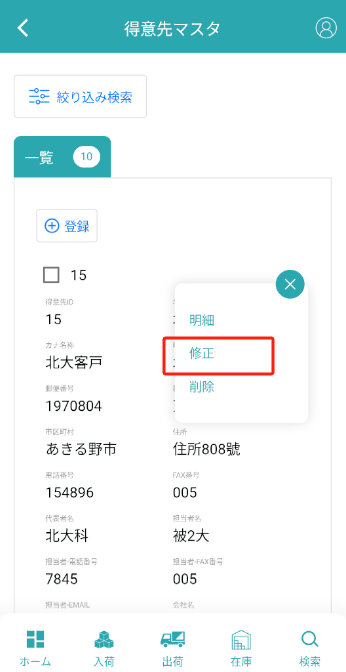 得意先マスタ
絞り込み検索
一覧 10
登録
15
得意先ID
15
明細
カナ名称
北大客戸
修正
郵便番号
1970804
削除
市区町村 住所
あきる野市 住所808號
電話番号 FAX番号
154896 005
代表者名 担当者名
北大科 被2大
担当者-電話番号 担当者-FAX番号
7845 005
担当者-EMAIL 会社名
ホーム 入荷 出荷 在庫 検索